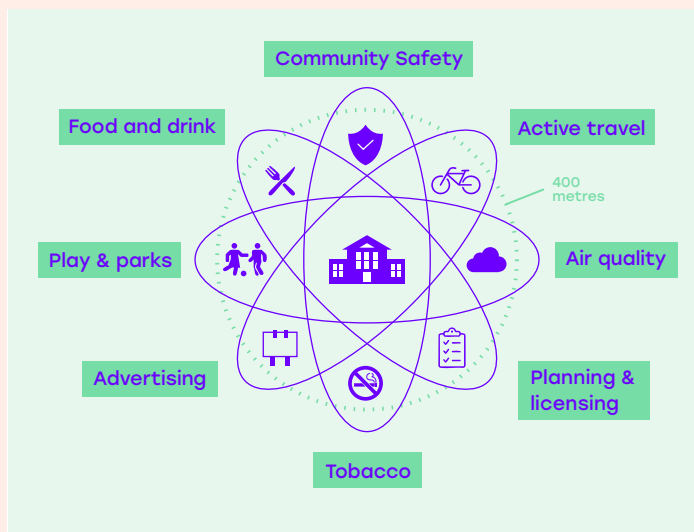 Community Safety
Food and drink
Active travel
400
metres
Play & parks
Air quality
Advertising
Planning &
licensing
Tobacco